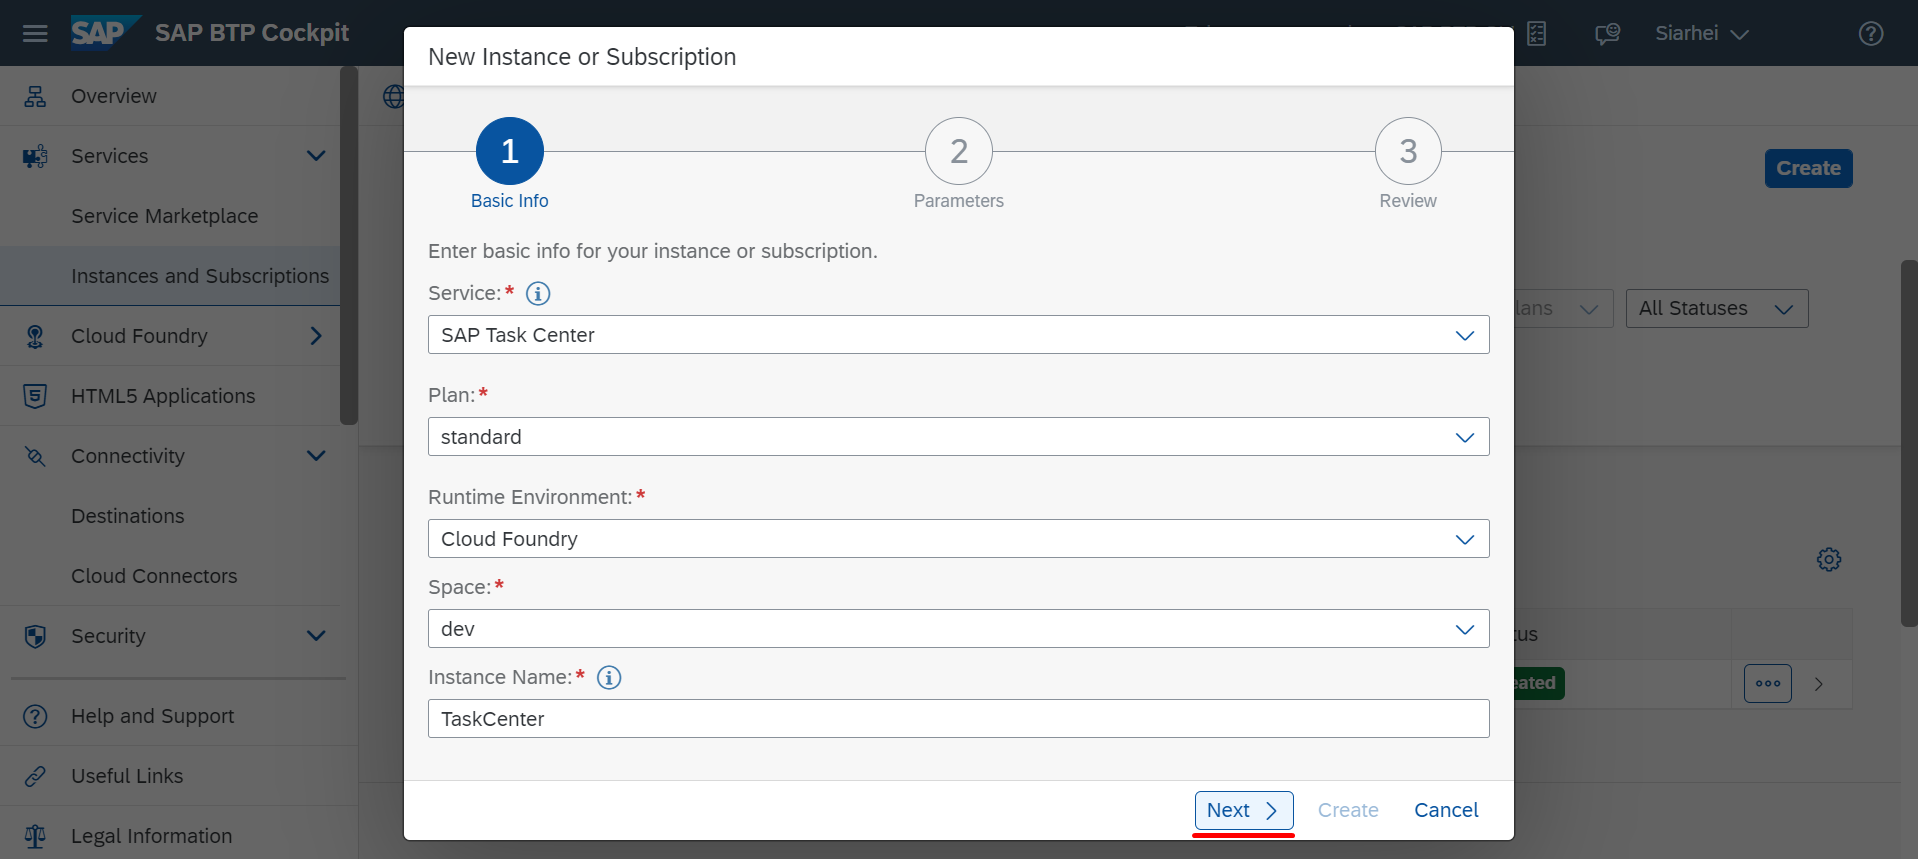 SAP SAP BTP Cockpit
Siarhei
New Instance or Subscription
Overview
Services
Service Marketplace
Instances and Subscriptions
Cloud Foundry
HTML5 Applications
Connectivity
Destinations
Cloud Connectors
Security
Help and Support
Useful Links
Legal Information
1
2
3
Basic Info
Parameters
Review
Enter basic info for your instance or subscription.
Service:*
SAP Task Center
Plan:*
standard
Runtime Environment:*
Cloud Foundry
Space:*
dev
Instance Name:*
TaskCenter
Next
Create
Cancel
Create
All Statuses